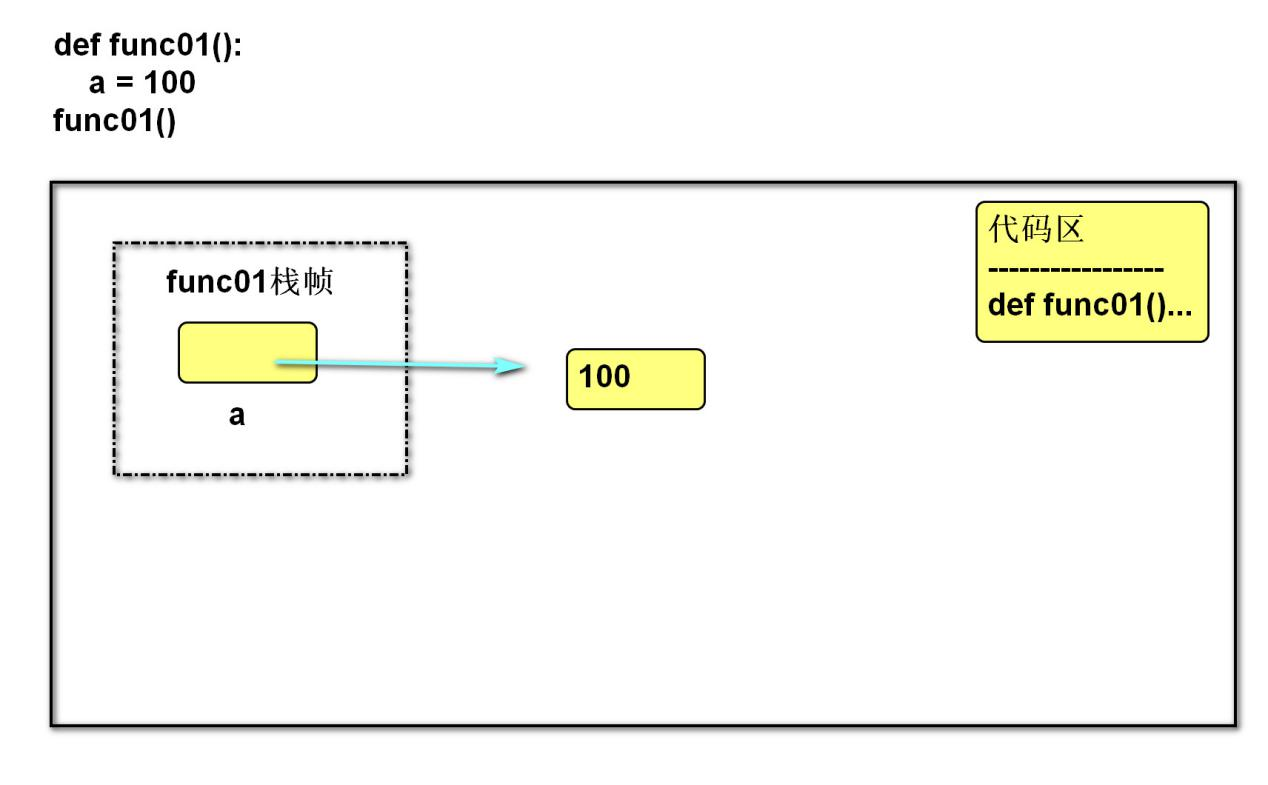 def func01():
    a = 100
func01()
代码区
-----------------
def func01()...
func01栈帧
100
a